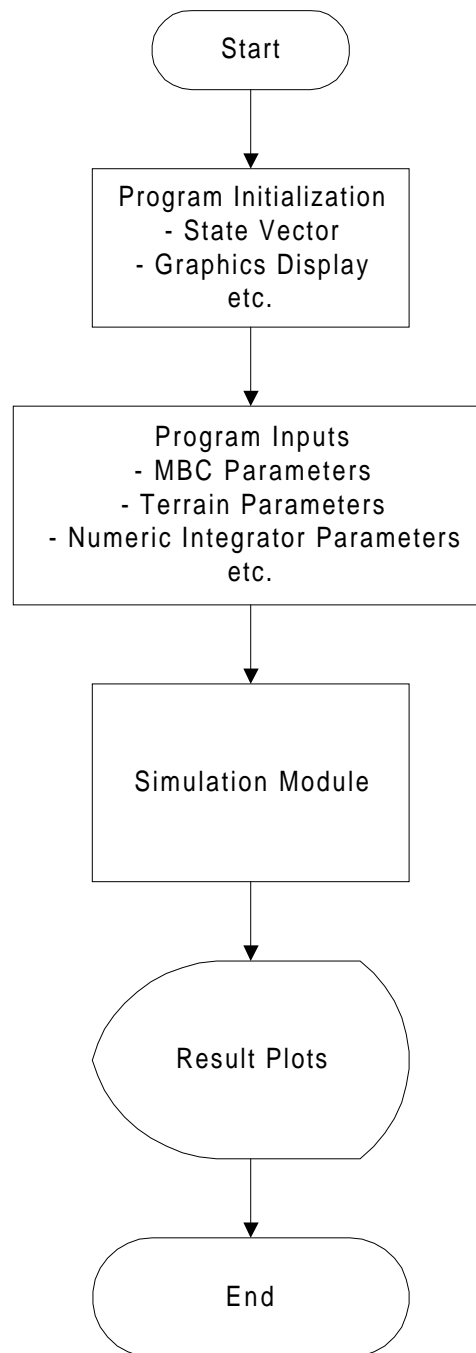 Start
Program Initialization
- State Vector
- Graphics Display
etc.
Program Inputs
- MBC Parameters
- Terrain Parameters
- Numeric Integrator Parameters
etc.
Simulation Module
Result Plots
End